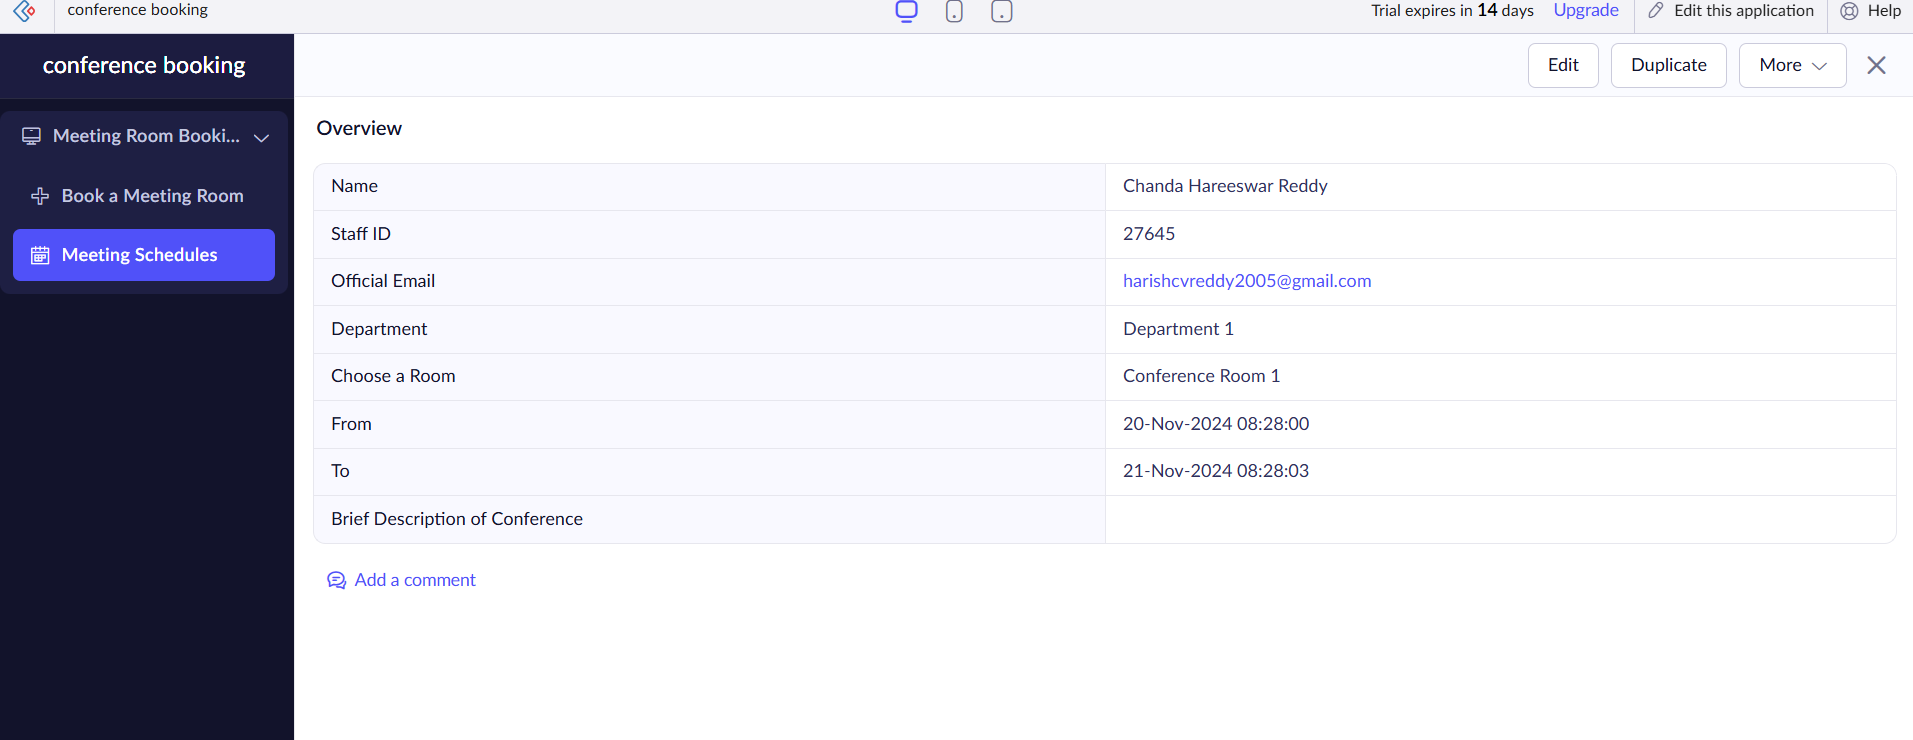 conference booking
Trial expires in 14 days Upgrade Edit this application Help
conference booking
Edit Duplicate More
Meeting Room Booki...
Book a Meeting Room
Meeting Schedules
Overview
Name Chanda Hareeswar Reddy
Staff ID 27645
Official Email harishcvreddy2005@gmail.com
Department Department 1
Choose a Room Conference Room 1
From 20-Nov-2024 08:28:00
To 21-Nov-2024 08:28:03
Brief Description of Conference
Add a comment